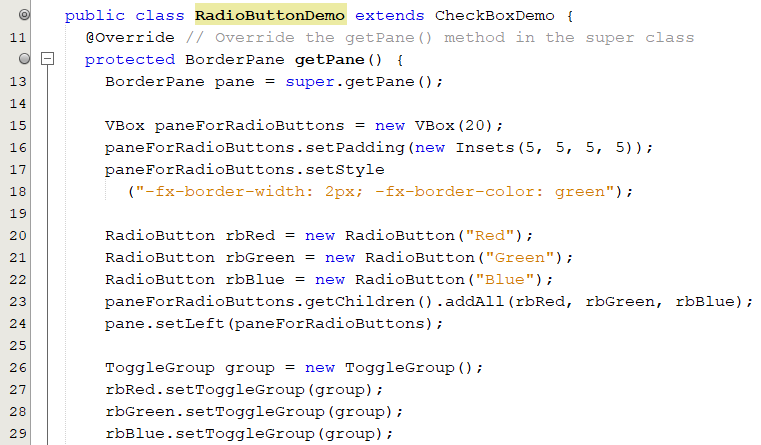 public class RadioButtonDemo extends CheckBoxDemo {
11 @Override // Override the getPane() method in the super class
protected BorderPane getPane() {
13 BorderPane pane = super.getPane();
14
15 VBox paneForRadioButtons = new VBox(20);
16 paneForRadioButtons.setPadding(new Insets(5, 5, 5, 5));
17 paneForRadioButtons.setStyle
18 ("-fx-border-width: 2px; -fx-border-color: green");
19
20 RadioButton rbRed = new RadioButton("Red");
21 RadioButton rbGreen = new RadioButton("Green");
22 RadioButton rbBlue = new RadioButton("Blue");
23 paneForRadioButtons.getChildren().addAll(rbRed, rbGreen, rbBlue);
24 pane.setLeft(paneForRadioButtons);
25
26 ToggleGroup group = new ToggleGroup();
27 rbRed.setToggleGroup(group);
28 rbGreen.setToggleGroup(group);
29 rbBlue.setToggleGroup(group);